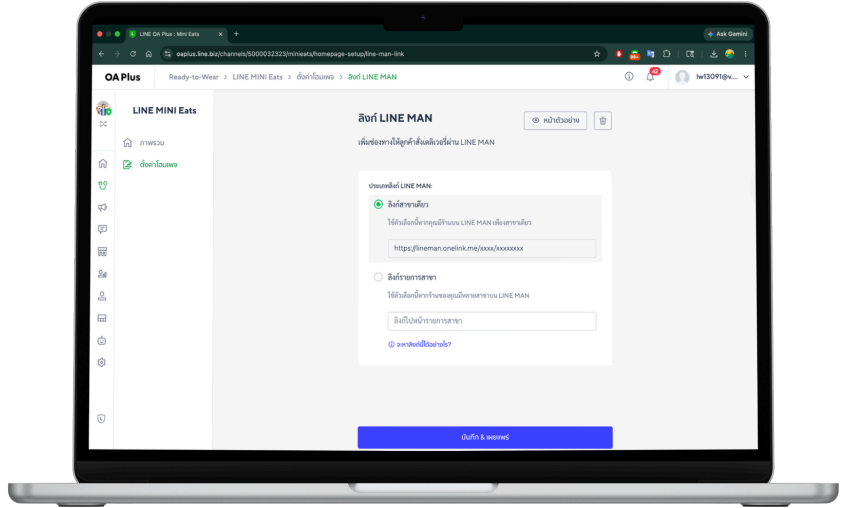 LINE OA Plus : Mini Eats
Ask Gemini
oaplus.line.biz/channels/5000032323/minieats/homepage-setup/line-man-link
OA Plus
Ready-to-Wear > LINE MINI Eats > ตั้งค่าโฮมเพจ > ลิงก์ LINE MAN
42
lw13091@v...
LINE MINI Eats
ภาพรวม
ตั้งค่าโฮมเพจ
ลิงก์ LINE MAN
หน้าตัวอย่าง
เพิ่มช่องทางให้ลูกค้าสั่งเดลิเวอรี่ผ่าน LINE MAN
ประเภทลิงก์ LINE MAN:
ลิงก์สาขาเดียว
ใช้ตัวเลือกนี้หากคุณมีร้านบน LINE MAN เพียงสาขาเดียว
https://lineman.onelink.me/xxxx/xxxxxxxx
ลิงก์รายการสาขา
ใช้ตัวเลือกนี้หากร้านของคุณมีหลายสาขาบน LINE MAN
ลิงก์ไปหน้ารายการสาขา
จะหาลิงก์นี้ได้อย่างไร?
บันทึก & เผยแพร่